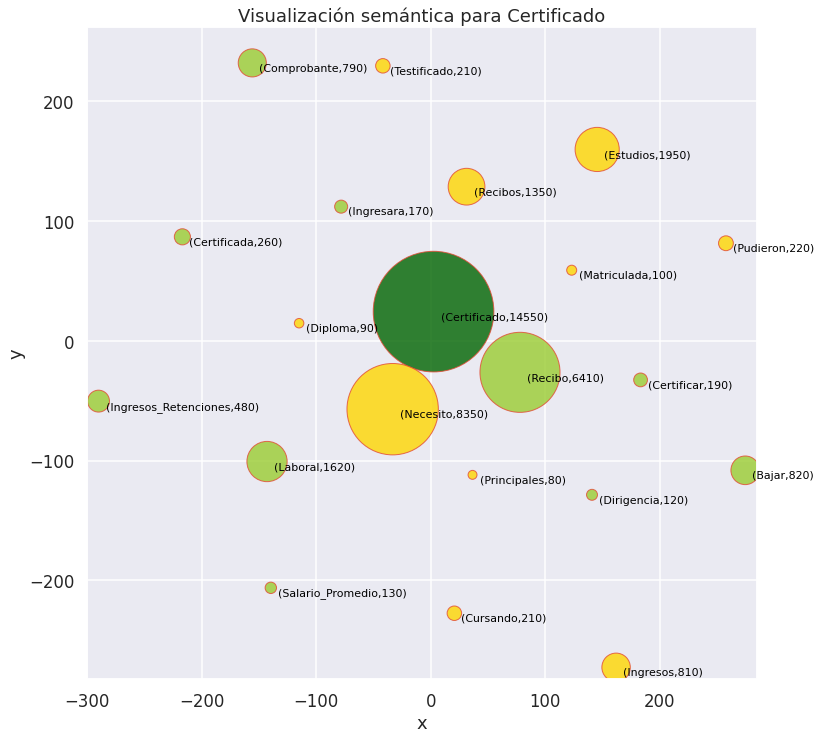 Visualización semántica para Certificado
(Comprobante,790)
(Testificado,210)
200
(Estudios,1950)
(Recibos,1350)
(Ingresara,170)
100
(Certificada,260)
(Pudieron,220)
(Matriculada,100)
(Certificado,14550)
(Diploma,90)
0
y
(Recibo,6410)
(Certificar,190)
(Ingresos_Retenciones,480)
(Necesito,8350)
−100
(Laboral,1620)
(Bajar,820)
(Principales,80)
(Dirigencia,120)
−200
(Salario_Promedio,130)
(Cursando,210)
(Ingresos,810)
−300 −200 −100 0 100 200
x